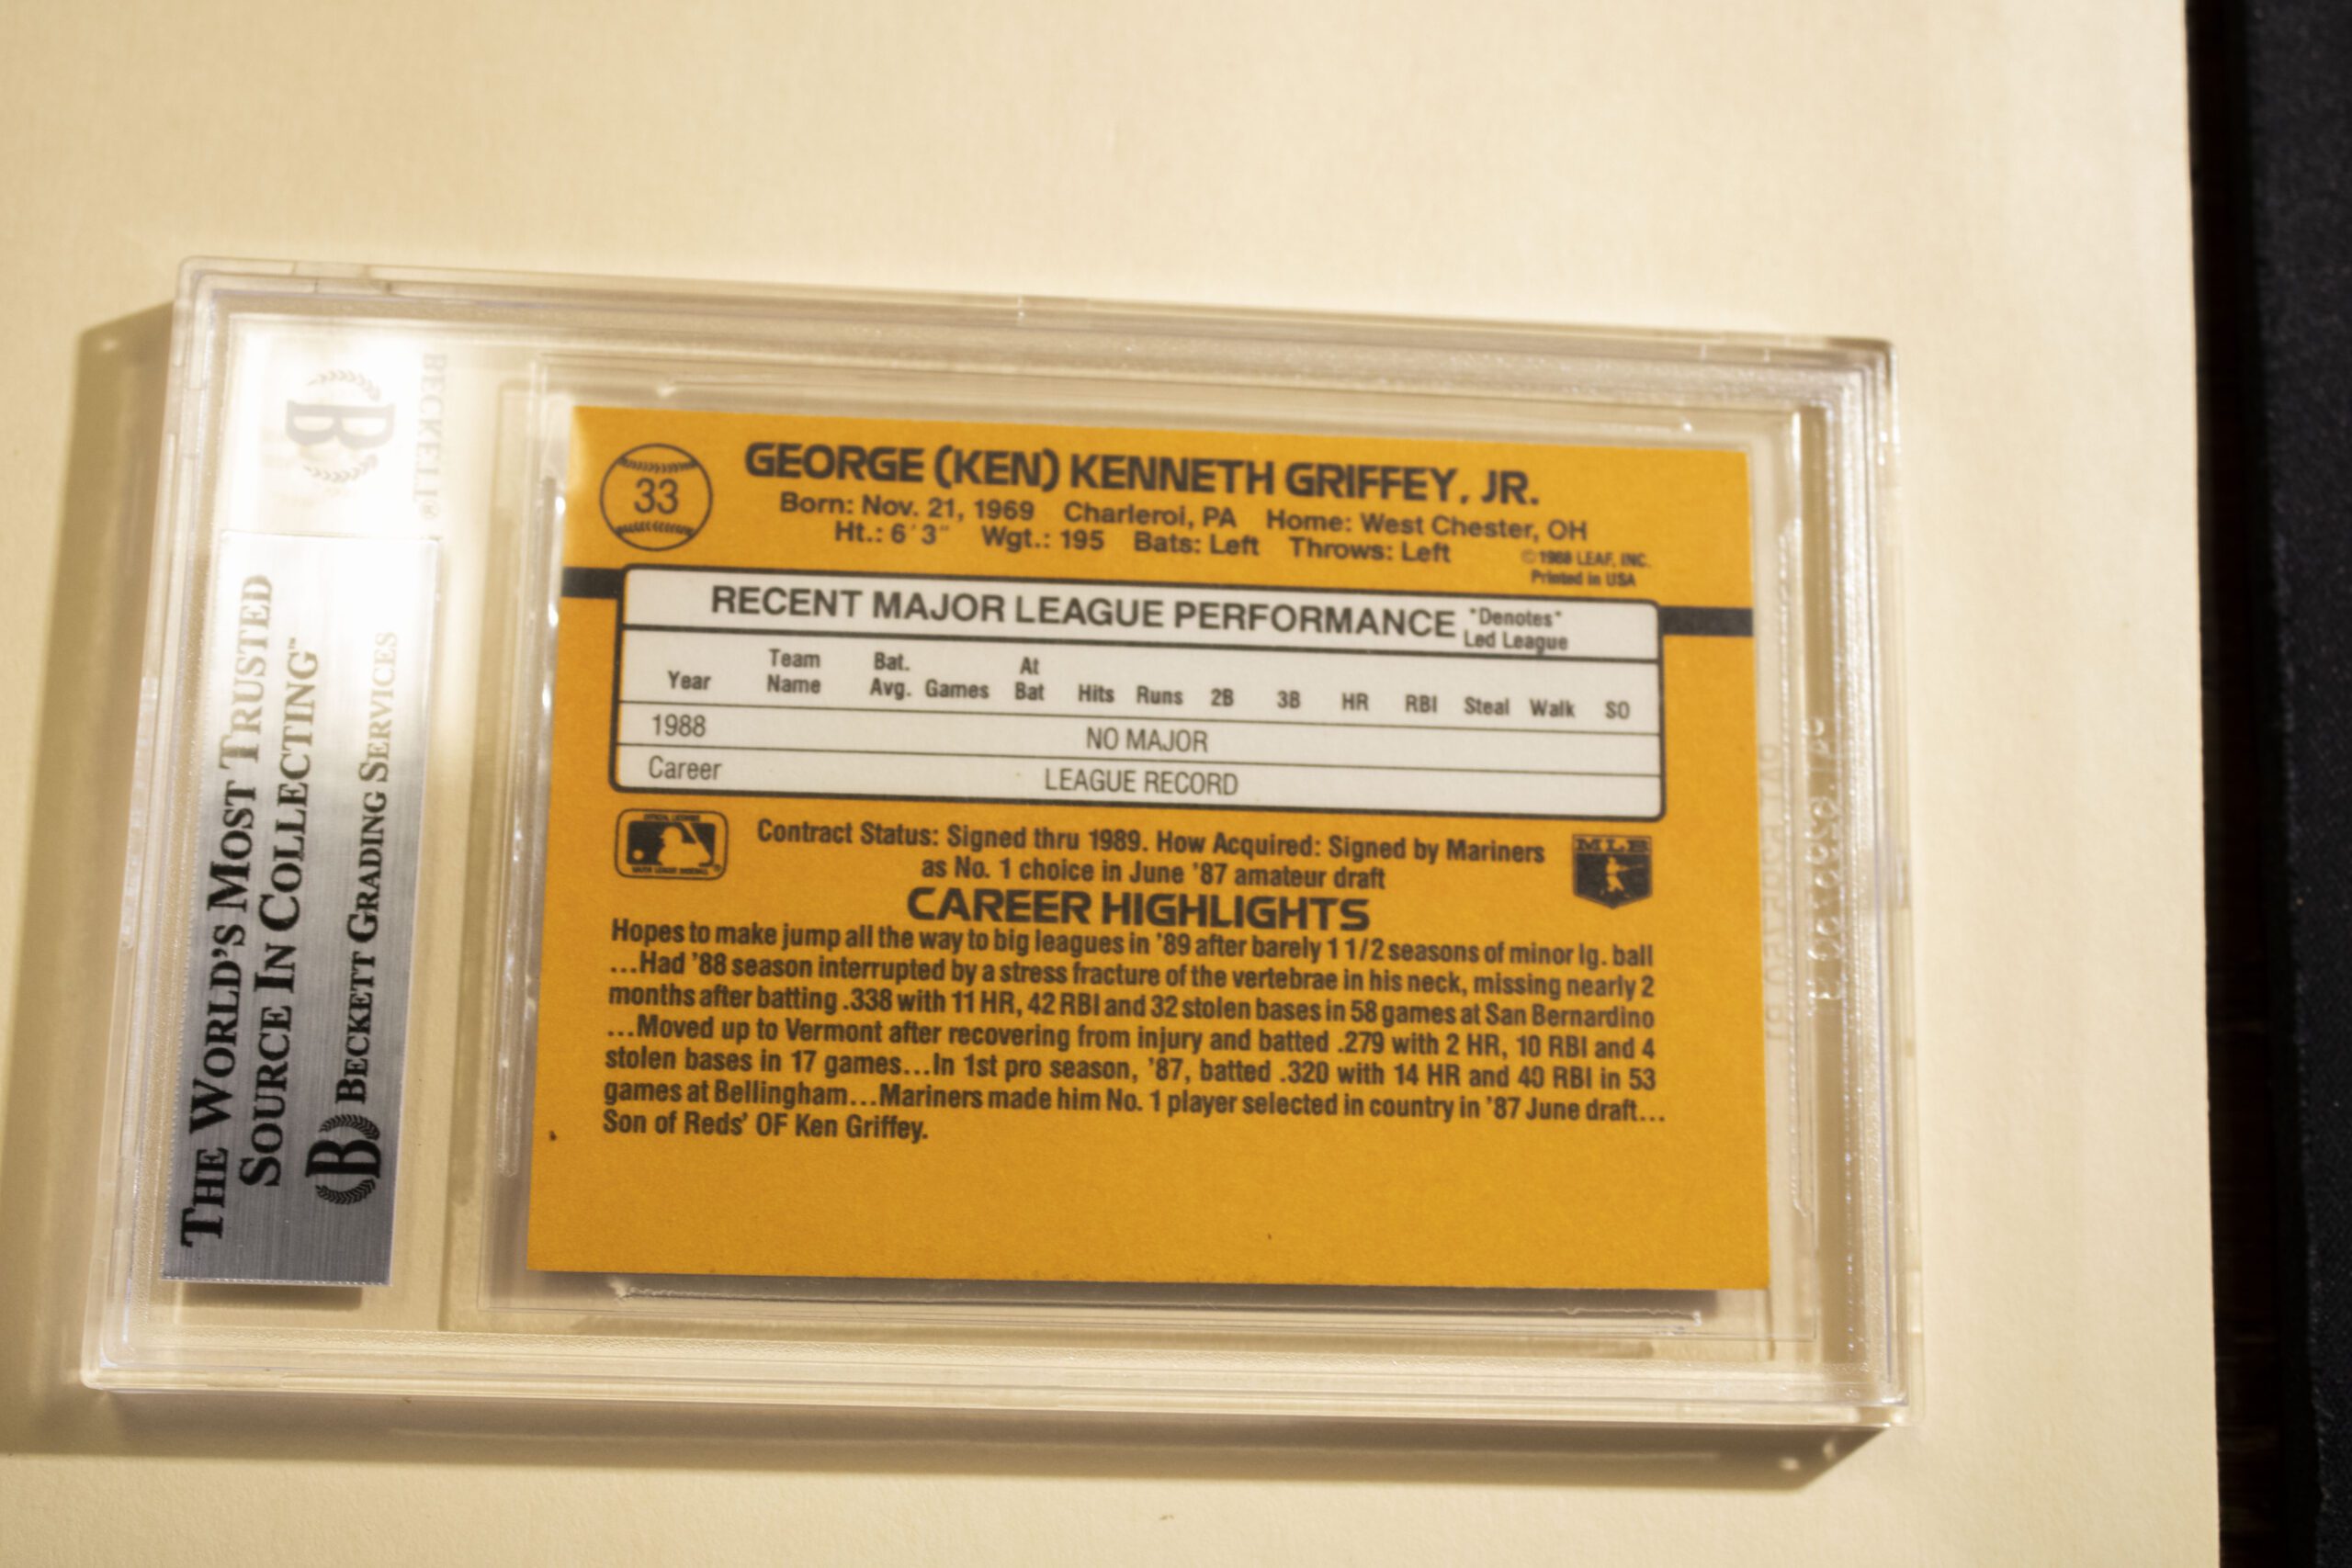 33
GEORGE (KEN) KENNETH GRIFFEY, JR.
Born: Nov. 21, 1969 Charleroi, PA Home: West Chester, OH
Ht.: 6' 3" Wgt.: 195 Bats: Left Throws: Left
©1988 LEAF, INC.
Printed in USA
RECENT MAJOR LEAGUE PERFORMANCE
"Denotes"
Led League
Year Team Name Bat. Avg. Games At Bat Hits Runs 2B 3B HR RBI Steal Walk SO
1988 NO MAJOR
Career LEAGUE RECORD
Contract Status: Signed thru 1989. How Acquired: Signed by Mariners
as No. 1 choice in June '87 amateur draft
MLB
CAREER HIGHLIGHTS
Hopes to make jump all the way to big leagues in '89 after barely 1 1/2 seasons of minor lg. ball
...Had '88 season interrupted by a stress fracture of the vertebrae in his neck, missing nearly 2
months after batting .338 with 11 HR, 42 RBI and 32 stolen bases in 58 games at San Bernardino
...Moved up to Vermont after recovering from injury and batted .279 with 2 HR, 10 RBI and 4
stolen bases in 17 games...In 1st pro season, '87, batted .320 with 14 HR and 40 RBI in 53
games at Bellingham...Mariners made him No. 1 player selected in country in '87 June draft...
Son of Reds' OF Ken Griffey.
THE WORLD'S MOST TRUSTED
SOURCE IN COLLECTING™
B BECKETT GRADING SERVICES
B
BECKETT®